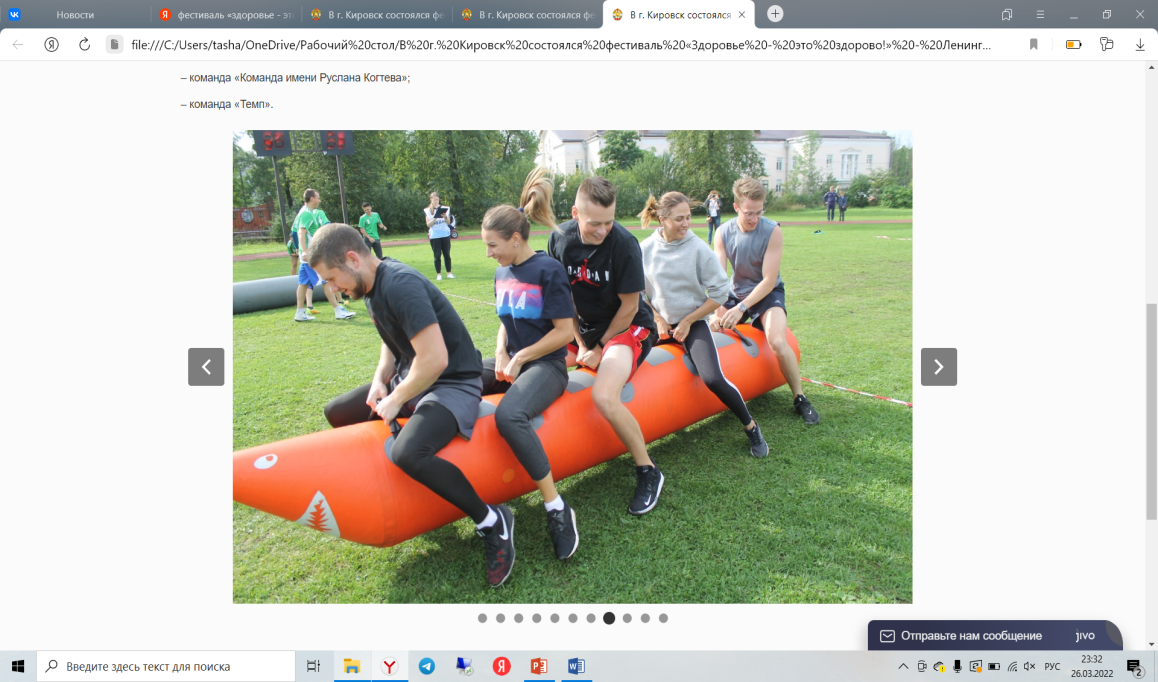 Новости
фестиваль «здоровье - эт
В г. Кировск состоялся фе
В г. Кировск состоялся фе
В г. Кировск состоялся
file:///C:/Users/tasha/OneDrive/Рабочий%20стол/В%20г.%20Кировск%20состоялся%20фестиваль%20«Здоровье%20-%20это%20здорово!»%20-%20Ленинг...
– команда «Команда имени Руслана Когтева»;
– команда «Темп».
Отправьте нам сообщение
jivo
Введите здесь текст для поиска
РУС
23:32
26.03.2022
2